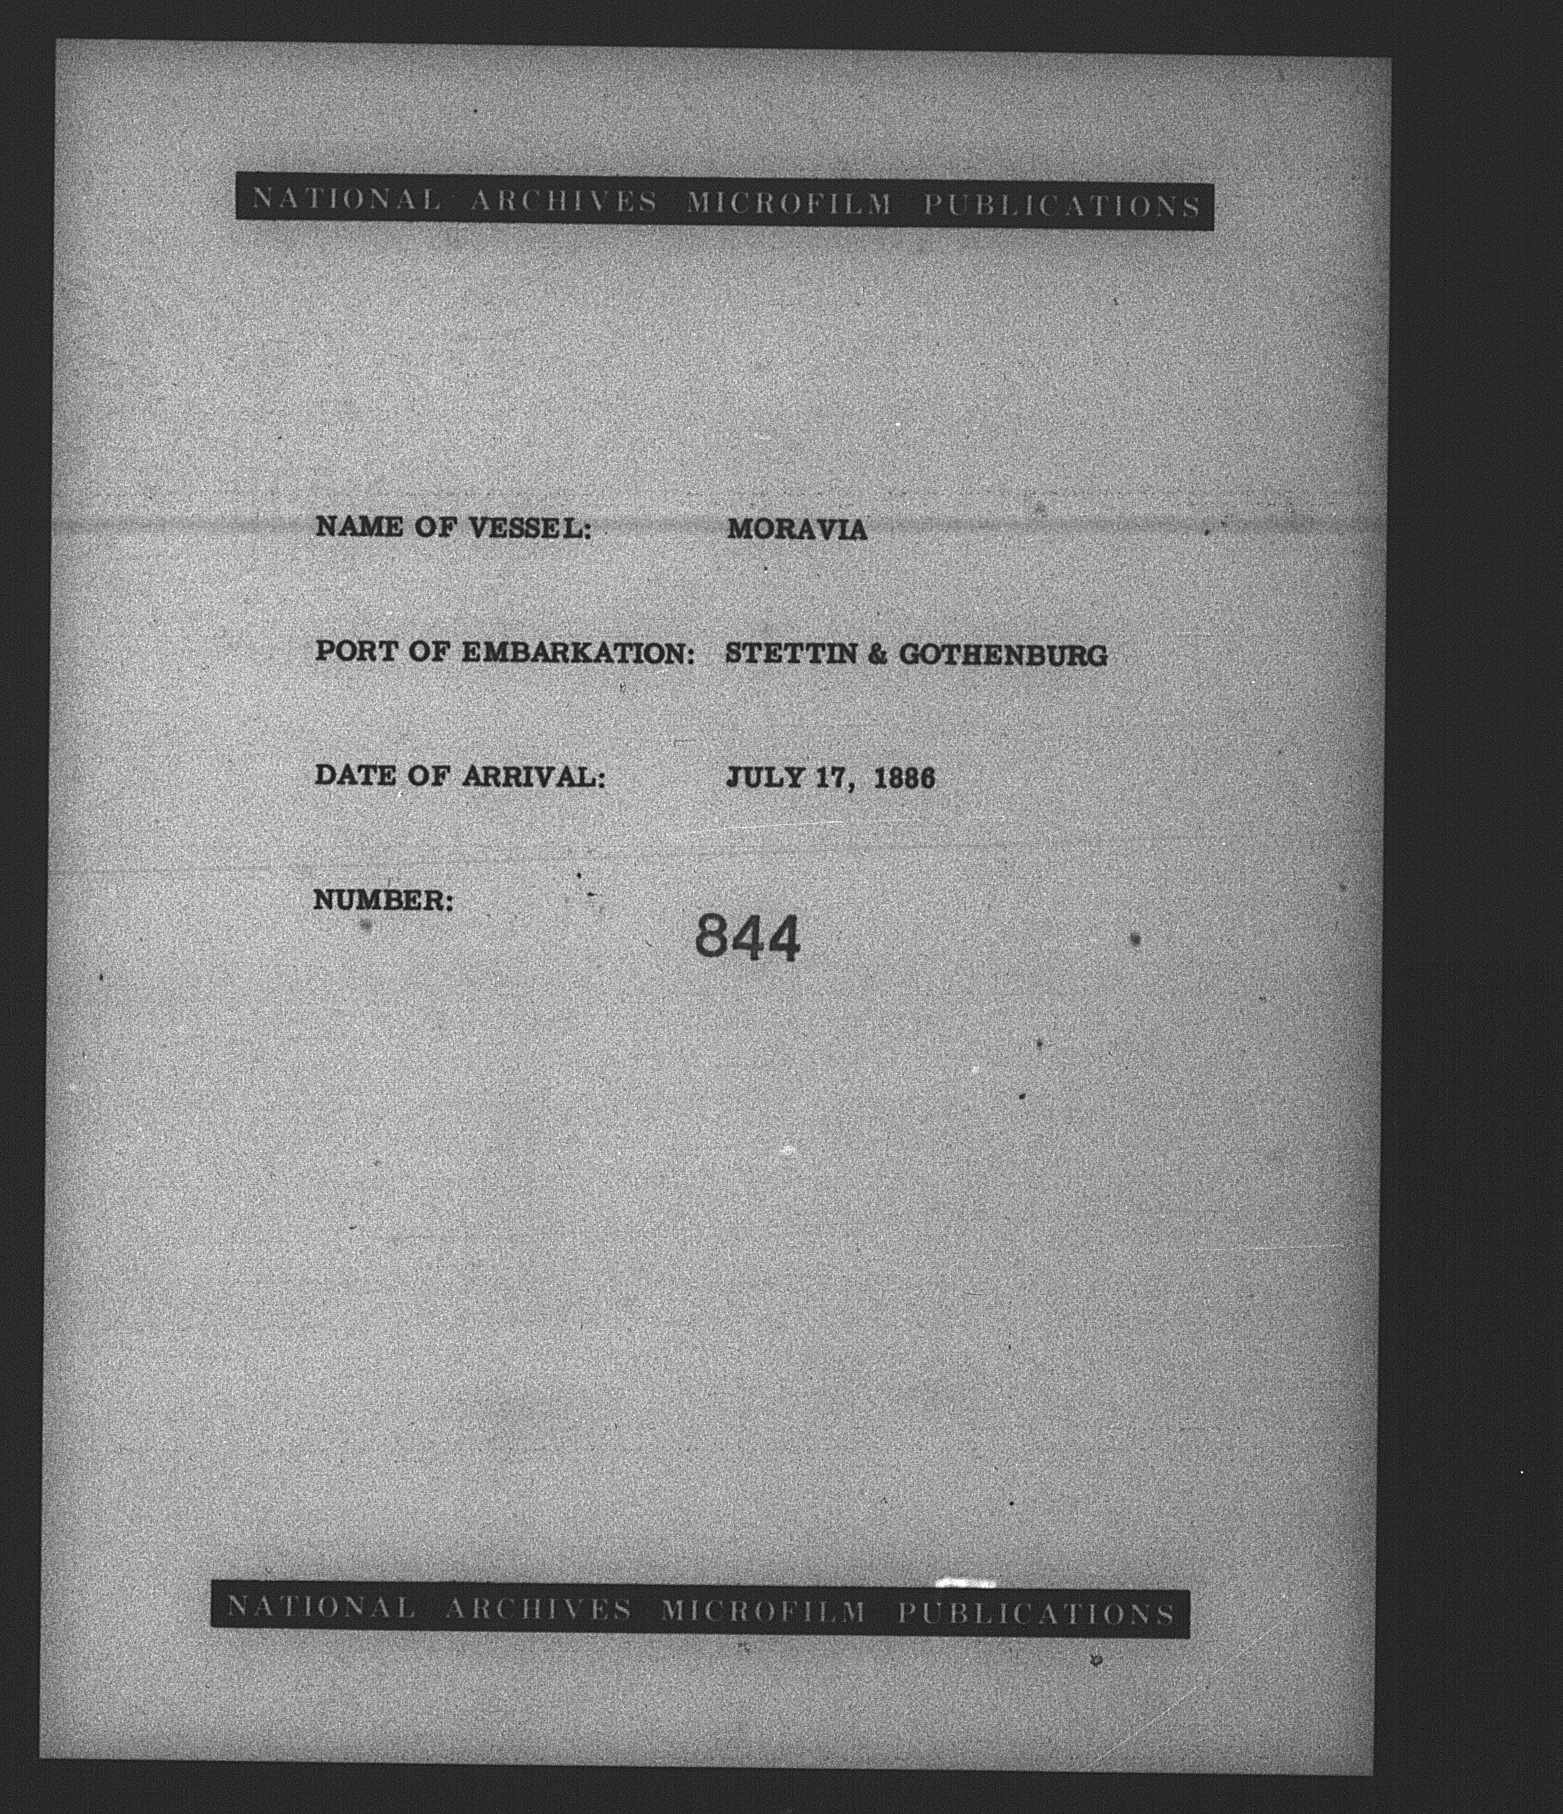 NATIONAL ARCHIVES MICROFILM PUBLICATIONS
NAME OF VESSEL: MORAVIA
PORT OF EMBARKATION: STETTIN & GOTHENBURG
DATE OF ARRIVAL: JULY 17, 1886
NUMBER: 844
NATIONAL ARCHIVES MICROFILM PUBLICATIONS